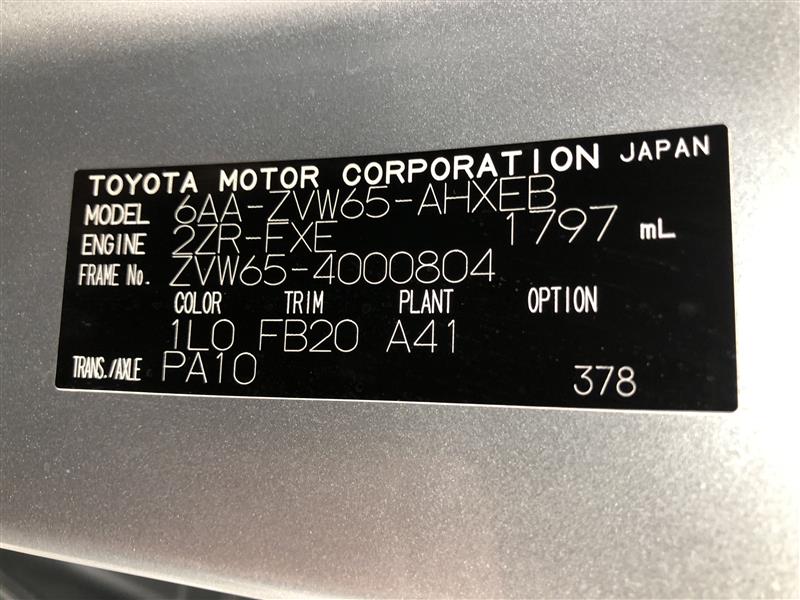 TOYOTA MOTOR CORPORATION JAPAN
MODEL 6AA-ZVW65-AHXEB
ENGINE 2ZR-FXE 1797 mL
FRAME No. ZVW65-4000804
COLOR TRIM PLANT OPTION
1L0 FB20 A41
TRANS./AXLE PA10 378